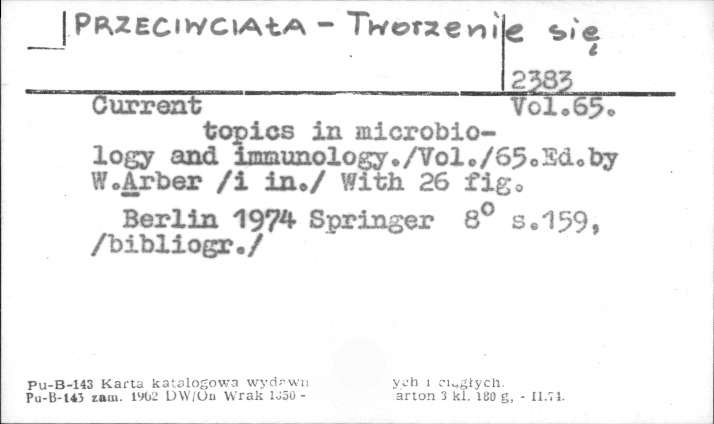 PRZECIWCIAŁA - Tworzenie się
2383
Current Vol.65.
topics in microbio-
logy and immunology./Vol./65.Ed.by
W.Arber /i in./ With 26 fig.
Berlin 1974 Springer 8° s.159,
/bibliogr./
Pu-B-143 Karta katalogowa wydawn ych i ciągłych.
Pu-B-143 zam. 1962 DW/On Wrak 1350 - arton 3 kl. 180 g, - II.74.